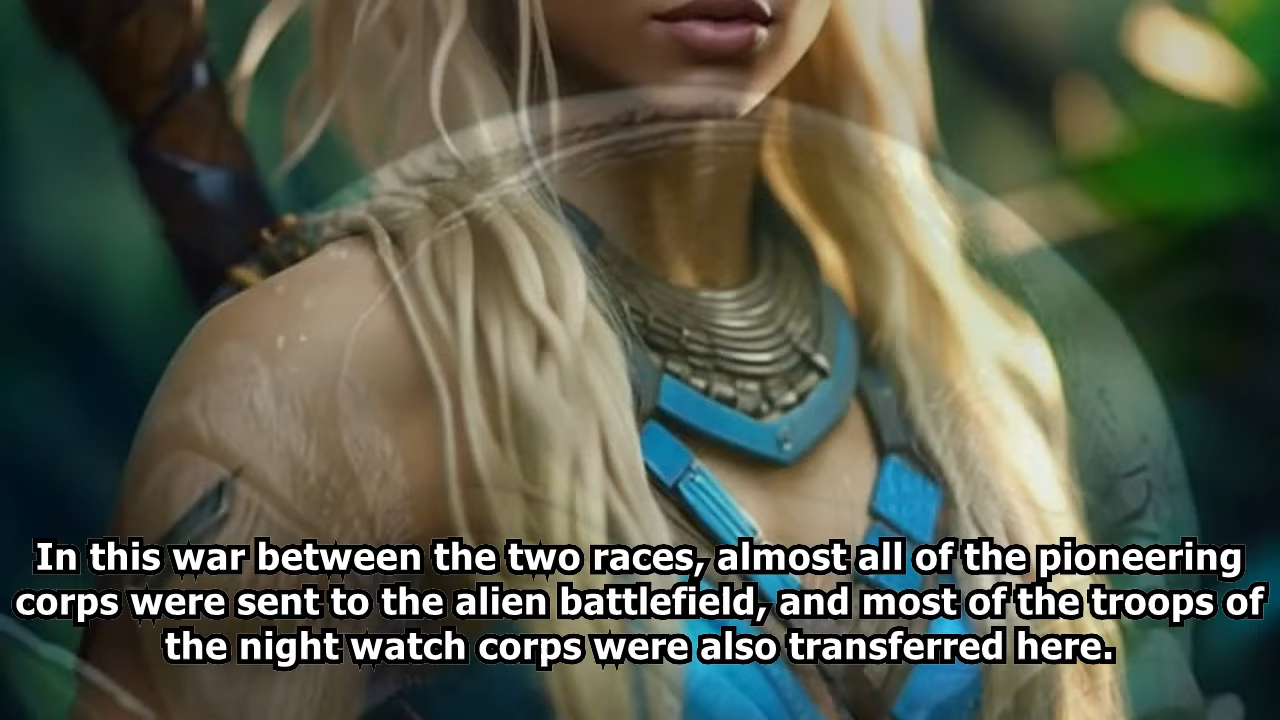 In this war between the two races, almost all of the pioneering
corps were sent to the alien battlefield, and most of the troops of
the night watch corps were also transferred here.